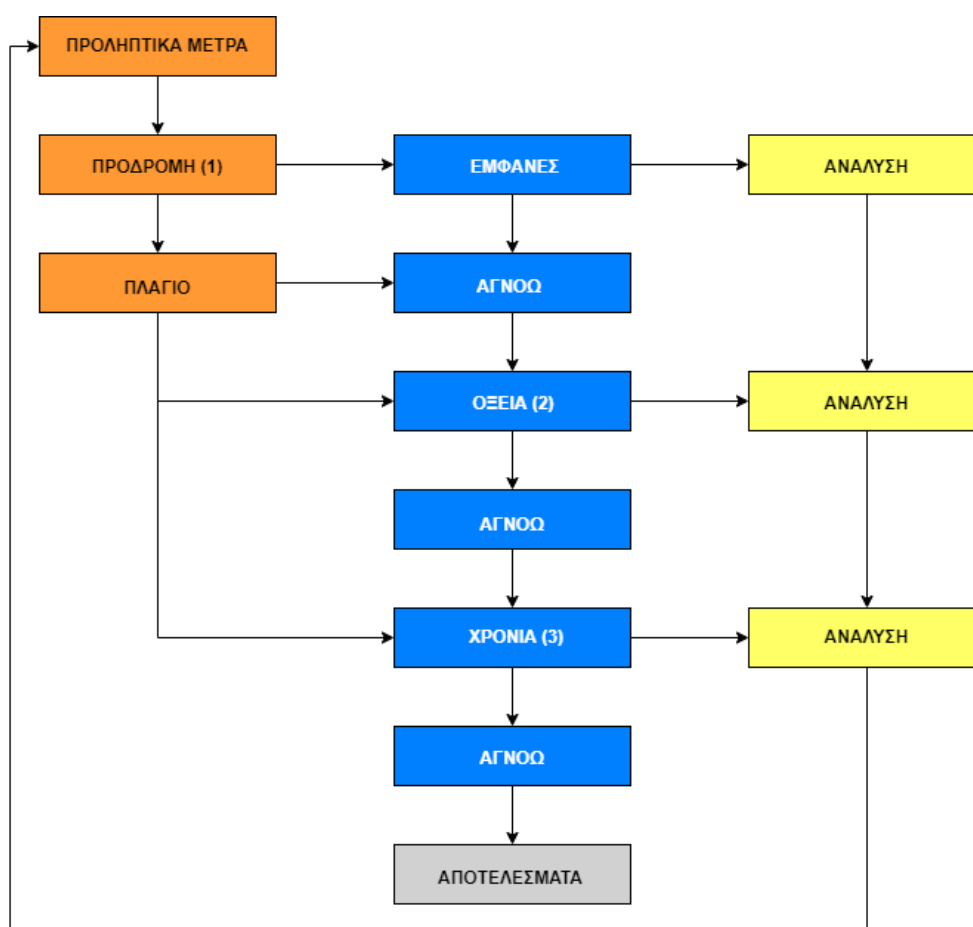 ΠΡΟΛΗΠΤΙΚΑ ΜΕΤΡΑ
ΠΡΟΔΡΟΜΗ (1)
ΕΜΦΑΝΕΣ
ΑΝΑΛΥΣΗ
ΠΛΑΓΙΟ
ΑΓΝΟΩ
ΟΞΕΙΑ (2)
ΑΝΑΛΥΣΗ
ΑΓΝΟΩ
ΧΡΟΝΙΑ (3)
ΑΝΑΛΥΣΗ
ΑΓΝΟΩ
ΑΠΟΤΕΛΕΣΜΑΤΑ